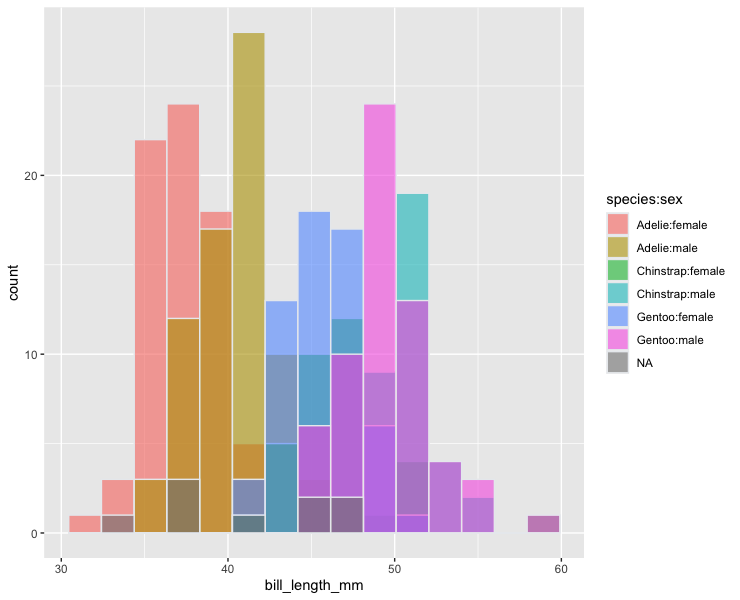 20
10
0
count
30
40
50
60
bill_length_mm
species:sex
Adelie:female
Adelie:male
Chinstrap:female
Chinstrap:male
Gentoo:female
Gentoo:male
NA